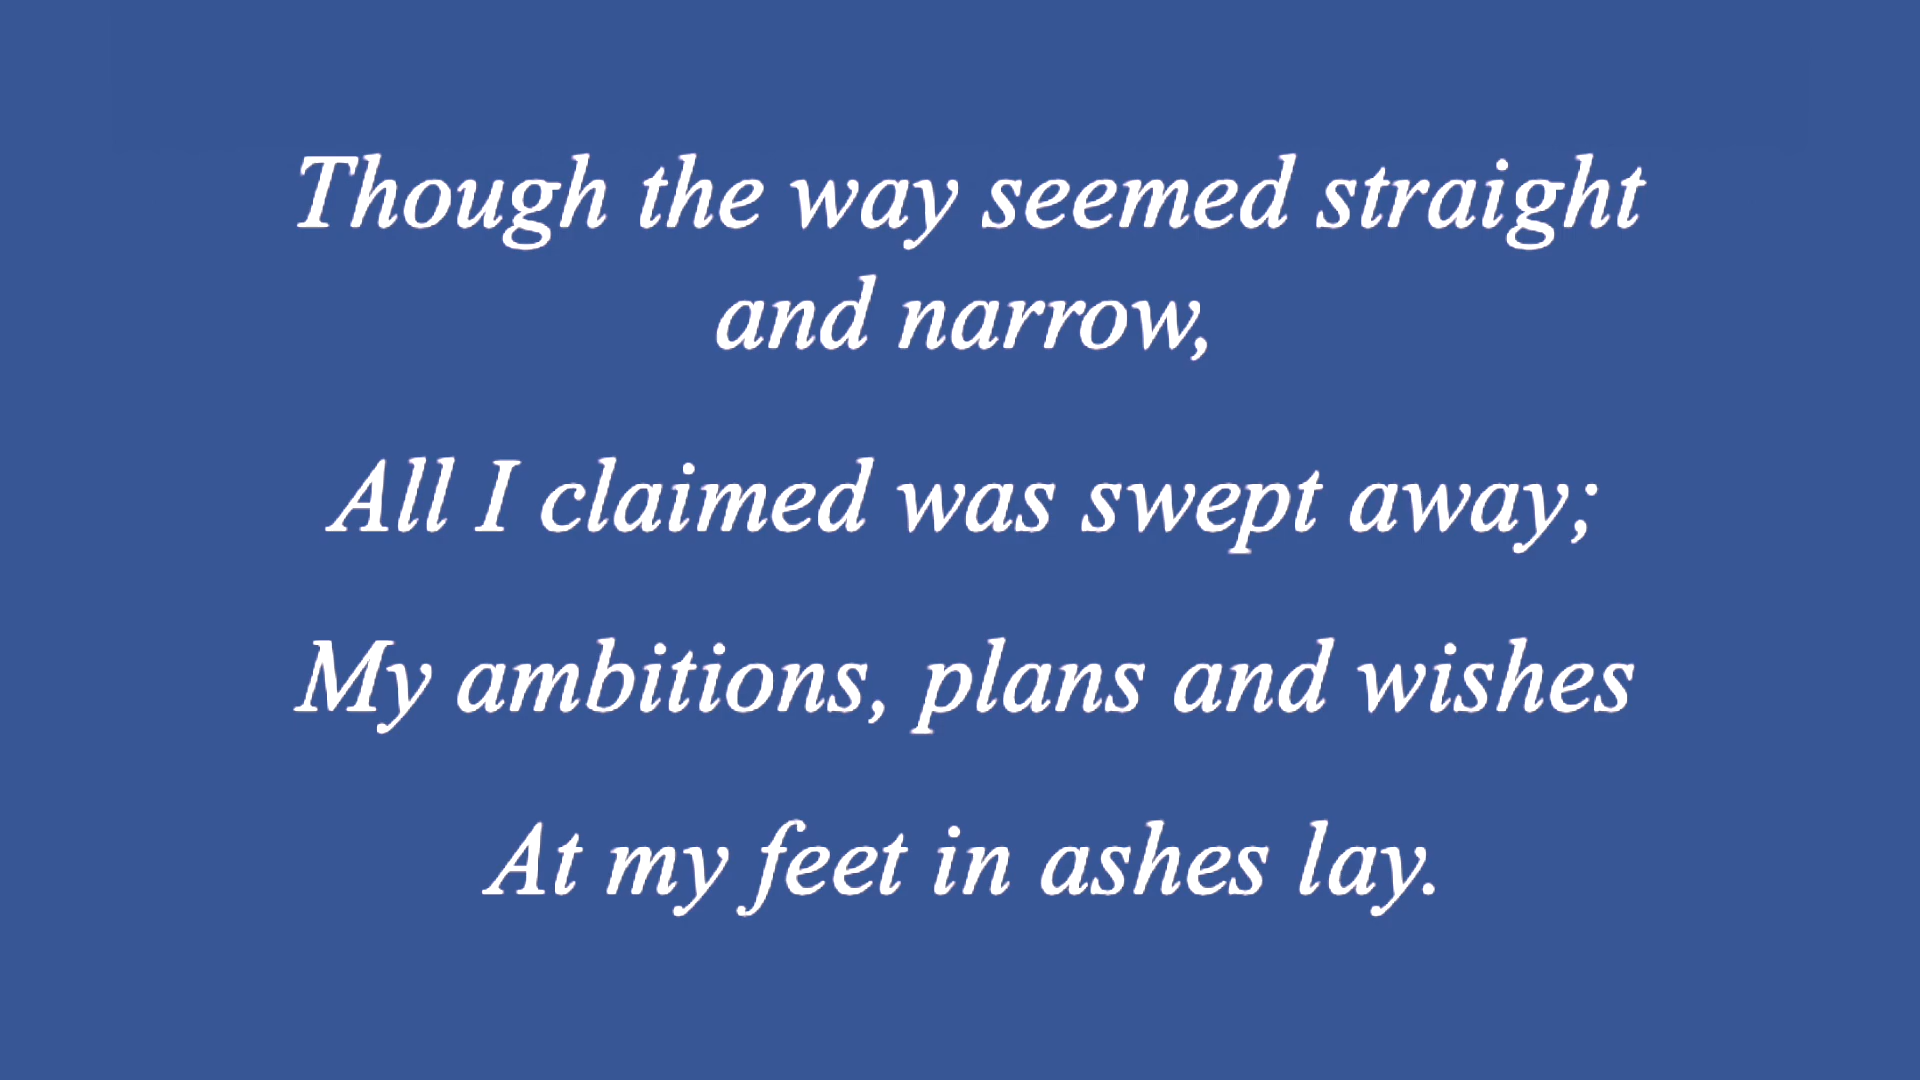 Though the way seemed straight
and narrow,
All I claimed was swept away;
My ambitions, plans and wishes
At my feet in ashes lay.